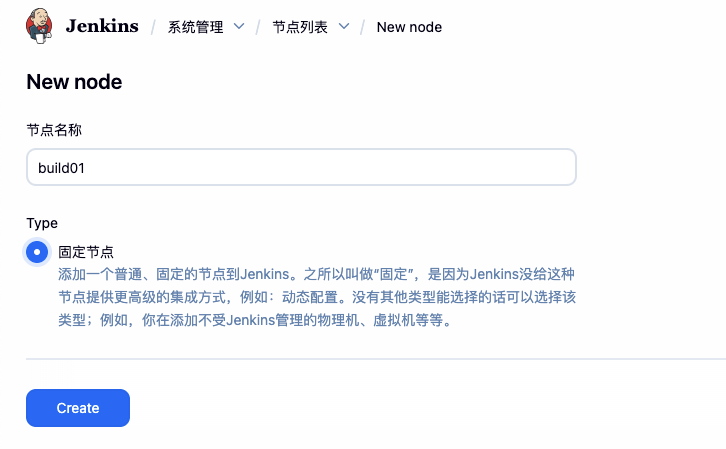 Jenkins / 系统管理 / 节点列表 / New node
New node
节点名称
build01
Type
固定节点
添加一个普通、固定的节点到Jenkins。之所以叫做“固定”，是因为Jenkins没给这种
节点提供更高级的集成方式，例如：动态配置。没有其他类型能选择的话可以选择该
类型；例如，你在添加不受Jenkins管理的物理机、虚拟机等等。
Create